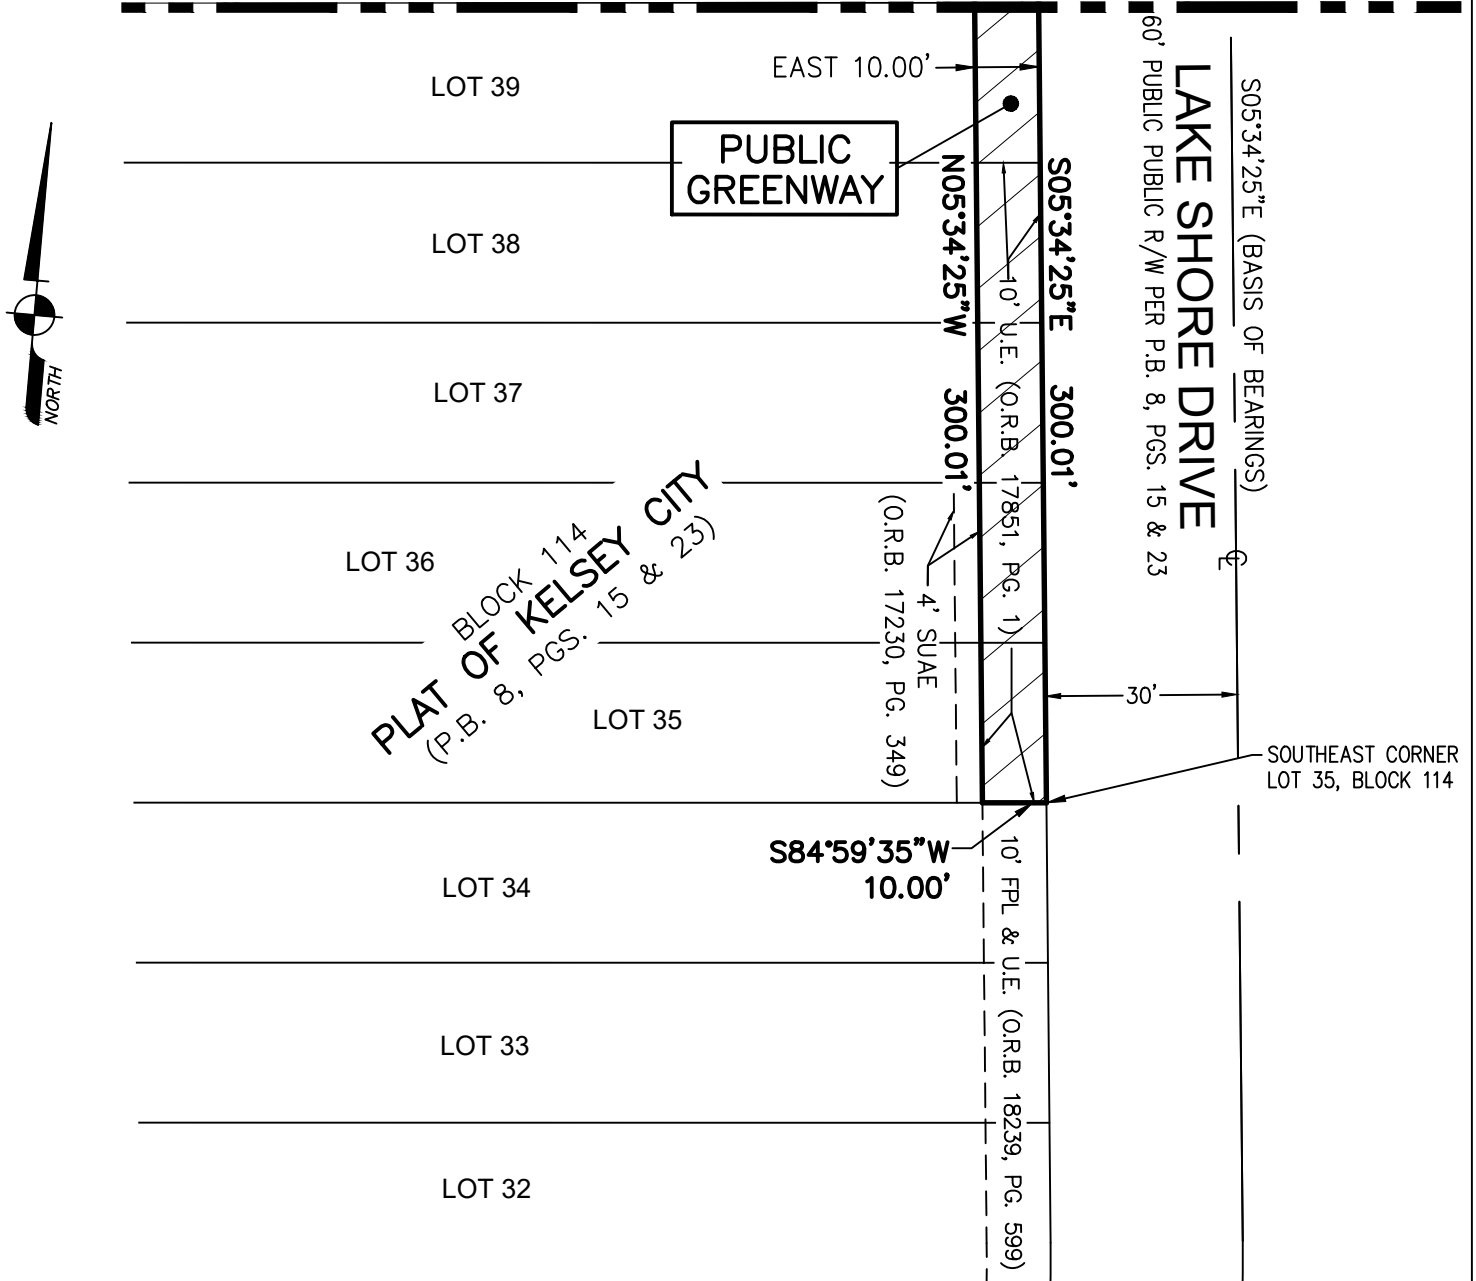 LOT 39
EAST 10.00'
PUBLIC
GREENWAY
LOT 38
LOT 37
LOT 36
LOT 35
LOT 34
LOT 33
LOT 32
NORTH
BLOCK 114
PLAT OF KELSEY CITY
(P.B. 8, PGS. 15 & 23)
N05°34'25"W 300.01'
S05°34'25"E 300.01'
10' U.E. (O.R.B. 17851, PG. 1)
4' SUAE
(O.R.B. 17230, PG. 349)
60' PUBLIC PUBLIC R/W PER P.B. 8, PGS. 15 & 23
LAKE SHORE DRIVE
S05°34'25"E (BASIS OF BEARINGS)
CL
30'
SOUTHEAST CORNER
LOT 35, BLOCK 114
S84°59'35"W
10.00'
10' FPL & U.E. (O.R.B. 18239, PG. 599)